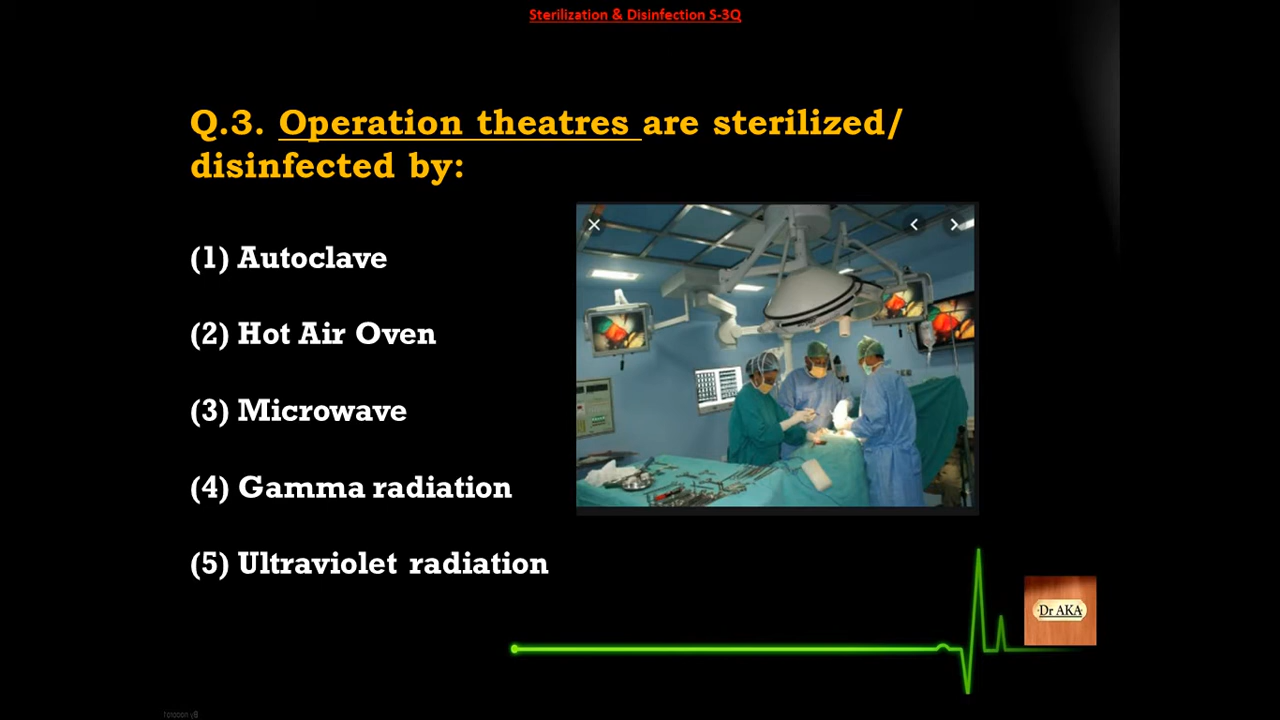 Sterilization & Disinfection S-3Q
Q.3. Operation theatres are sterilized/
disinfected by:
(1) Autoclave
(2) Hot Air Oven
(3) Microwave
(4) Gamma radiation
(5) Ultraviolet radiation
Dr AKA